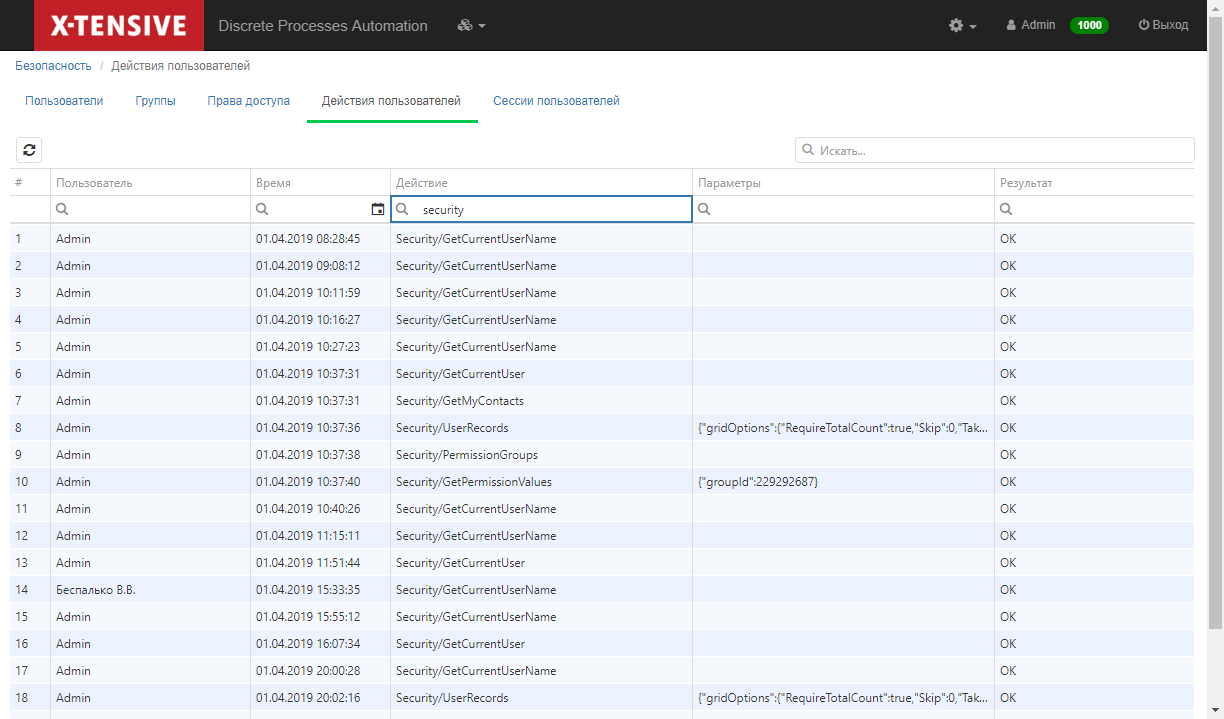 X-TENSIVE Discrete Processes Automation Admin 1000 Выход
Безопасность / Действия пользователей
Пользователи Группы Права доступа Действия пользователей Сессии пользователей
Искать...
# Пользователь Время Действие Параметры Результат
security
1 Admin 01.04.2019 08:28:45 Security/GetCurrentUserName OK
2 Admin 01.04.2019 09:08:12 Security/GetCurrentUserName OK
3 Admin 01.04.2019 10:11:59 Security/GetCurrentUserName OK
4 Admin 01.04.2019 10:16:27 Security/GetCurrentUserName OK
5 Admin 01.04.2019 10:27:23 Security/GetCurrentUserName OK
6 Admin 01.04.2019 10:37:31 Security/GetCurrentUser OK
7 Admin 01.04.2019 10:37:31 Security/GetMyContacts OK
8 Admin 01.04.2019 10:37:36 Security/UserRecords {"gridOptions":{"RequireTotalCount":true,"Skip":0,"Tak... OK
9 Admin 01.04.2019 10:37:38 Security/PermissionGroups OK
10 Admin 01.04.2019 10:37:40 Security/GetPermissionValues {"groupId":229292687} OK
11 Admin 01.04.2019 10:40:26 Security/GetCurrentUserName OK
12 Admin 01.04.2019 11:15:11 Security/GetCurrentUserName OK
13 Admin 01.04.2019 11:51:44 Security/GetCurrentUser OK
14 Беспалько В.В. 01.04.2019 15:33:35 Security/GetCurrentUserName OK
15 Admin 01.04.2019 15:55:12 Security/GetCurrentUserName OK
16 Admin 01.04.2019 16:07:34 Security/GetCurrentUser OK
17 Admin 01.04.2019 20:00:28 Security/GetCurrentUserName OK
18 Admin 01.04.2019 20:02:16 Security/UserRecords {"gridOptions":{"RequireTotalCount":true,"Skip":0,"Tak... OK